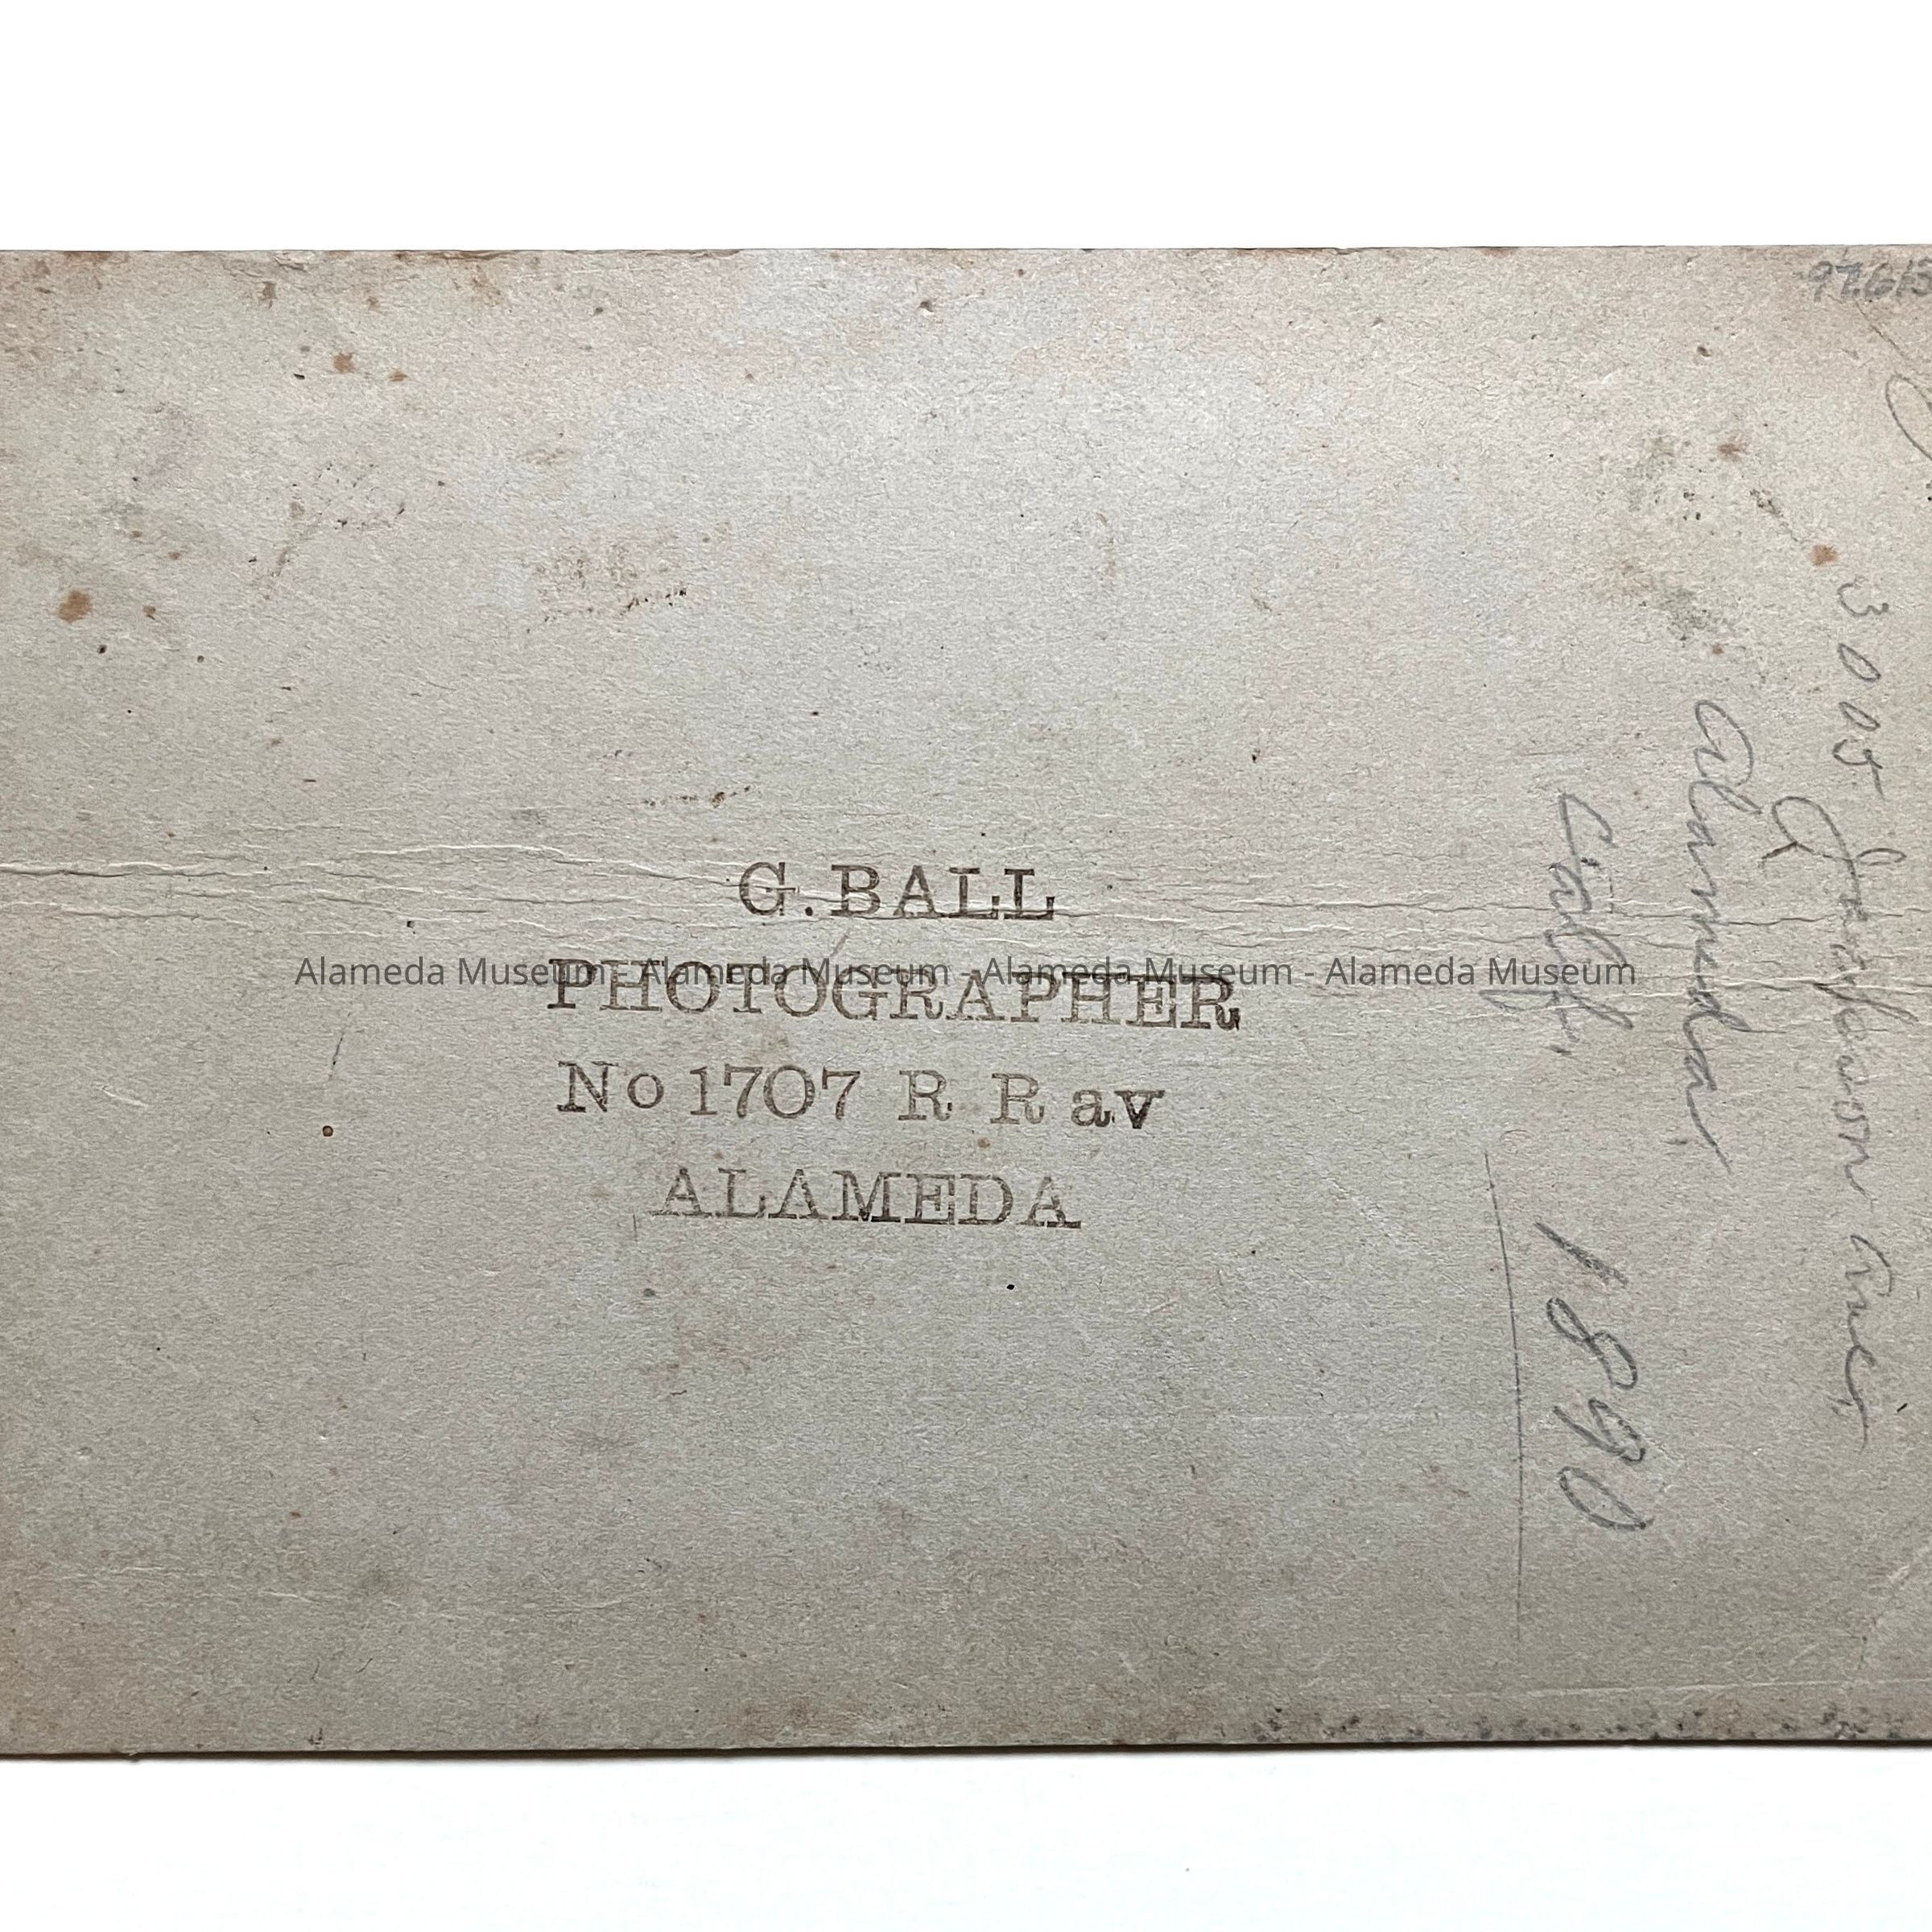 G. BALL
PHOTOGRAPHER
No 1707 R R av
ALAMEDA
Alameda Museum - Alameda Museum - Alameda Museum - Alameda Museum
3005
Alameda,
Calif.
1890